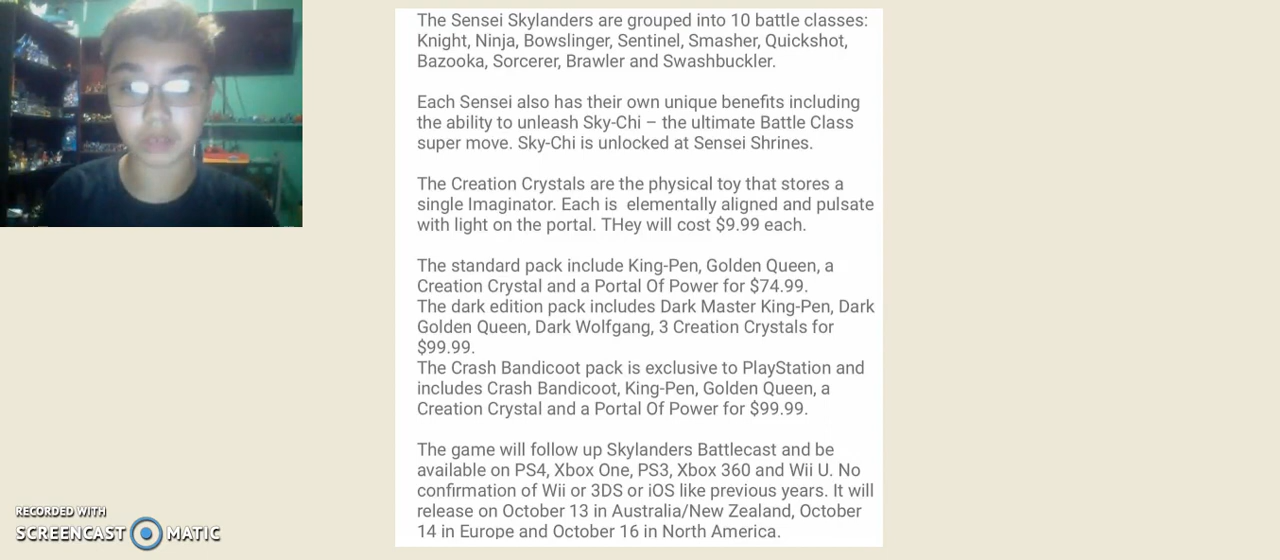 The Sensei Skylanders are grouped into 10 battle classes:
Knight, Ninja, Bowslinger, Sentinel, Smasher, Quickshot,
Bazooka, Sorcerer, Brawler and Swashbuckler.
Each Sensei also has their own unique benefits including
the ability to unleash Sky-Chi – the ultimate Battle Class
super move. Sky-Chi is unlocked at Sensei Shrines.
The Creation Crystals are the physical toy that stores a
single Imaginator. Each is  elementally aligned and pulsate
with light on the portal. THey will cost $9.99 each.
The standard pack include King-Pen, Golden Queen, a
Creation Crystal and a Portal Of Power for $74.99.
The dark edition pack includes Dark Master King-Pen, Dark
Golden Queen, Dark Wolfgang, 3 Creation Crystals for
$99.99.
The Crash Bandicoot pack is exclusive to PlayStation and
includes Crash Bandicoot, King-Pen, Golden Queen, a
Creation Crystal and a Portal Of Power for $99.99.
The game will follow up Skylanders Battlecast and be
available on PS4, Xbox One, PS3, Xbox 360 and Wii U. No
confirmation of Wii or 3DS or iOS like previous years. It will
release on October 13 in Australia/New Zealand, October
14 in Europe and October 16 in North America.
RECORDED WITH
SCREENCAST MATIC